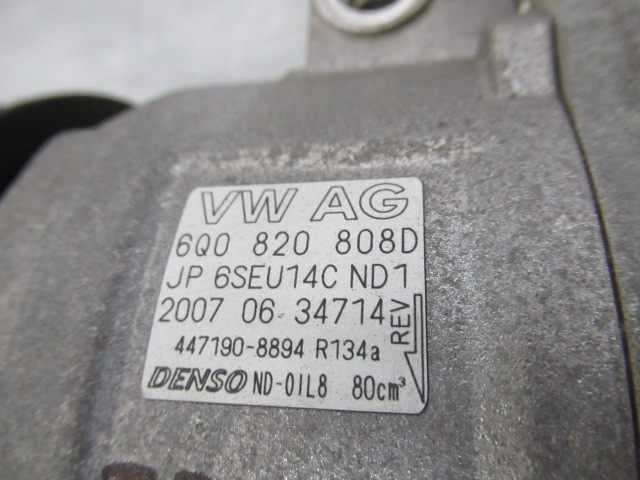 VW AG
6Q0 820 808D
JP 6SEU14C ND1
2007 06 34714
REV
447190-8894 R134a
DENSO ND-OIL8 80cm³